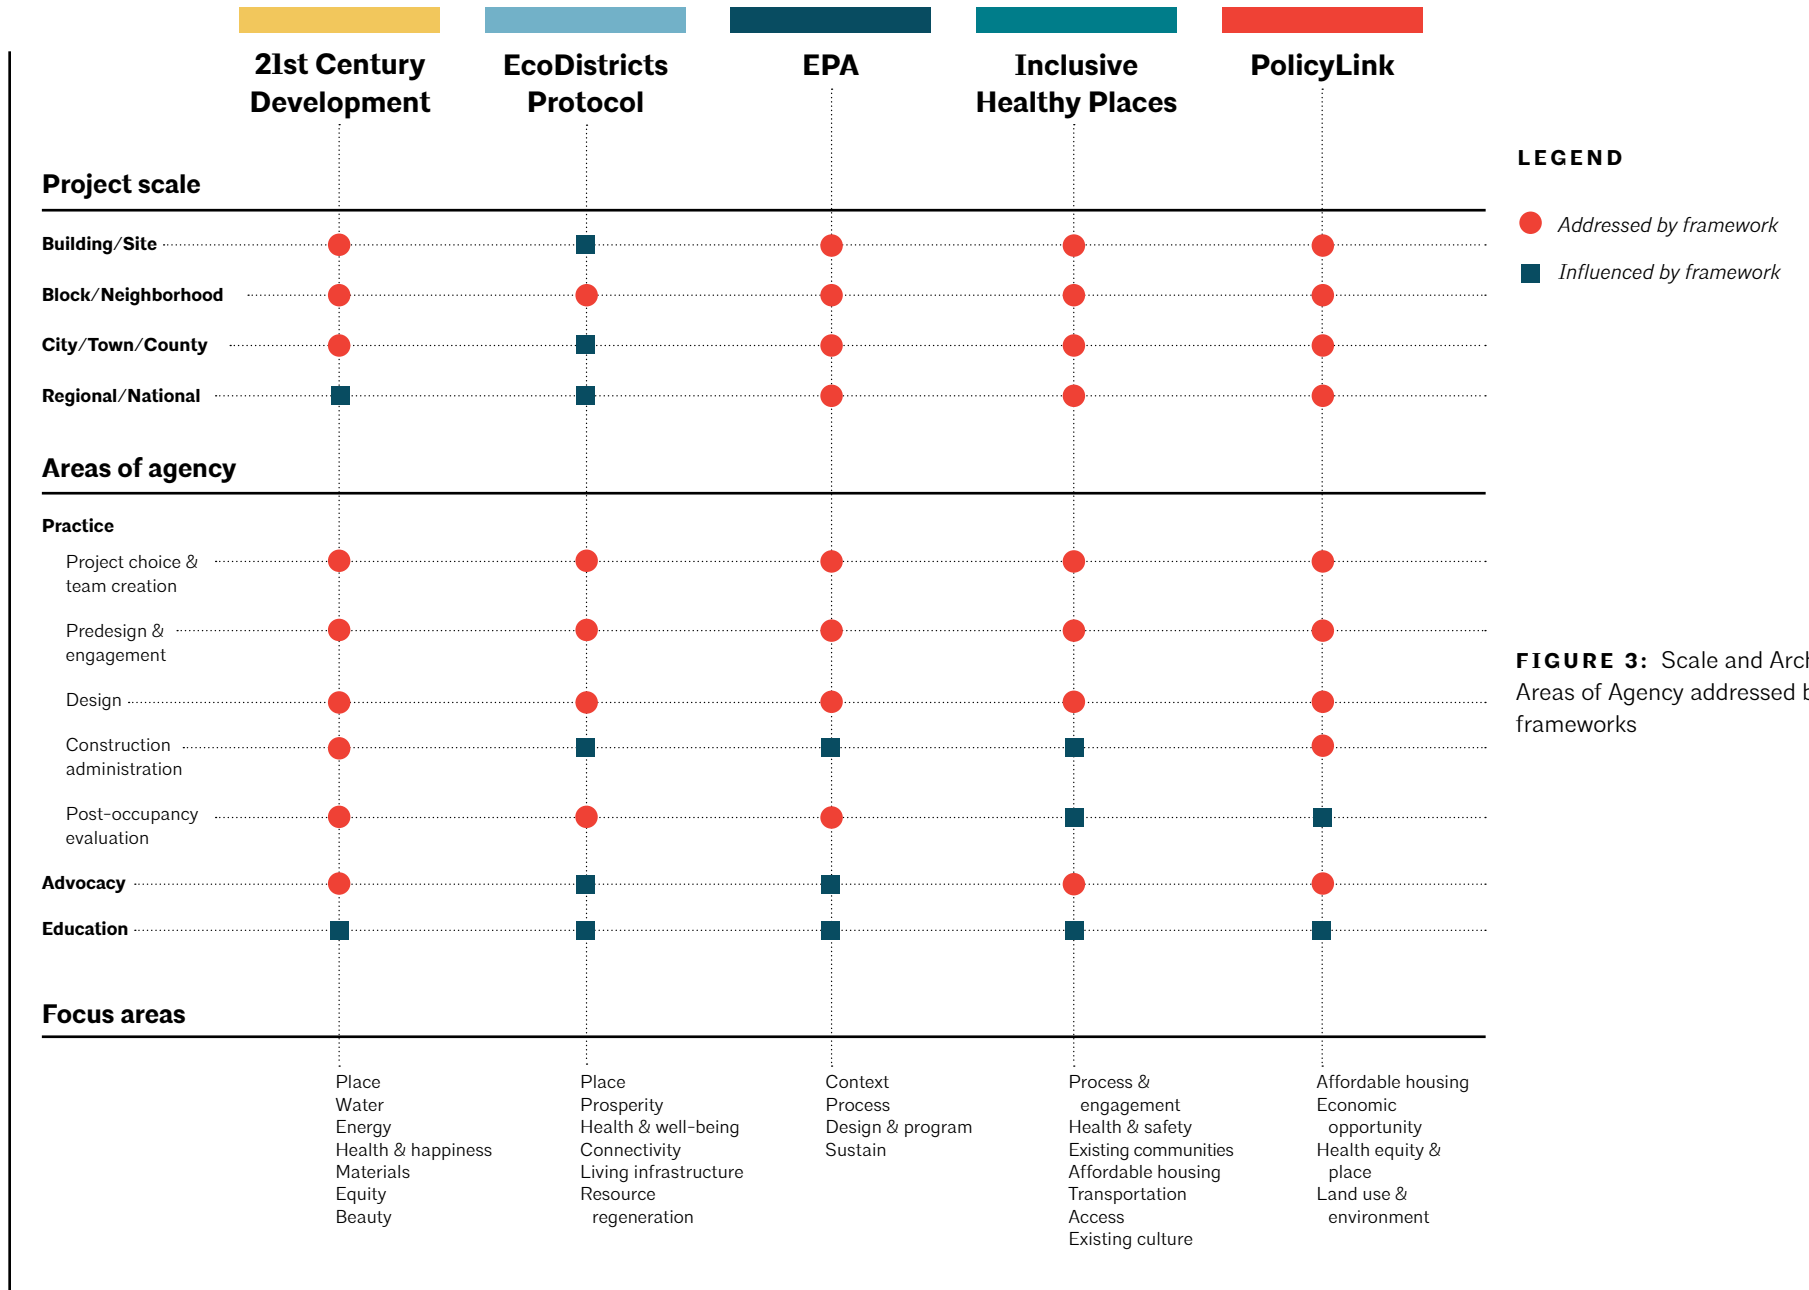 21st Century
Development
EcoDistricts
Protocol
EPA
Inclusive
Healthy Places
PolicyLink
Project scale
Building/Site
Block/Neighborhood
City/Town/County
Regional/National
Areas of agency
Practice
Project choice &
team creation
Predesign &
engagement
Design
Construction
administration
Post-occupancy
evaluation
Advocacy
Education
Focus areas
Place
Water
Energy
Health & happiness
Materials
Equity
Beauty
Place
Prosperity
Health & well-being
Connectivity
Living infrastructure
Resource
regeneration
Context
Process
Design & program
Sustain
Process &
engagement
Health & safety
Existing communities
Affordable housing
Transportation
Access
Existing culture
Affordable housing
Economic
opportunity
Health equity &
place
Land use &
environment
LEGEND
Addressed by framework
Influenced by framework
FIGURE 3: Scale and
Areas of Agency addressed
frameworks